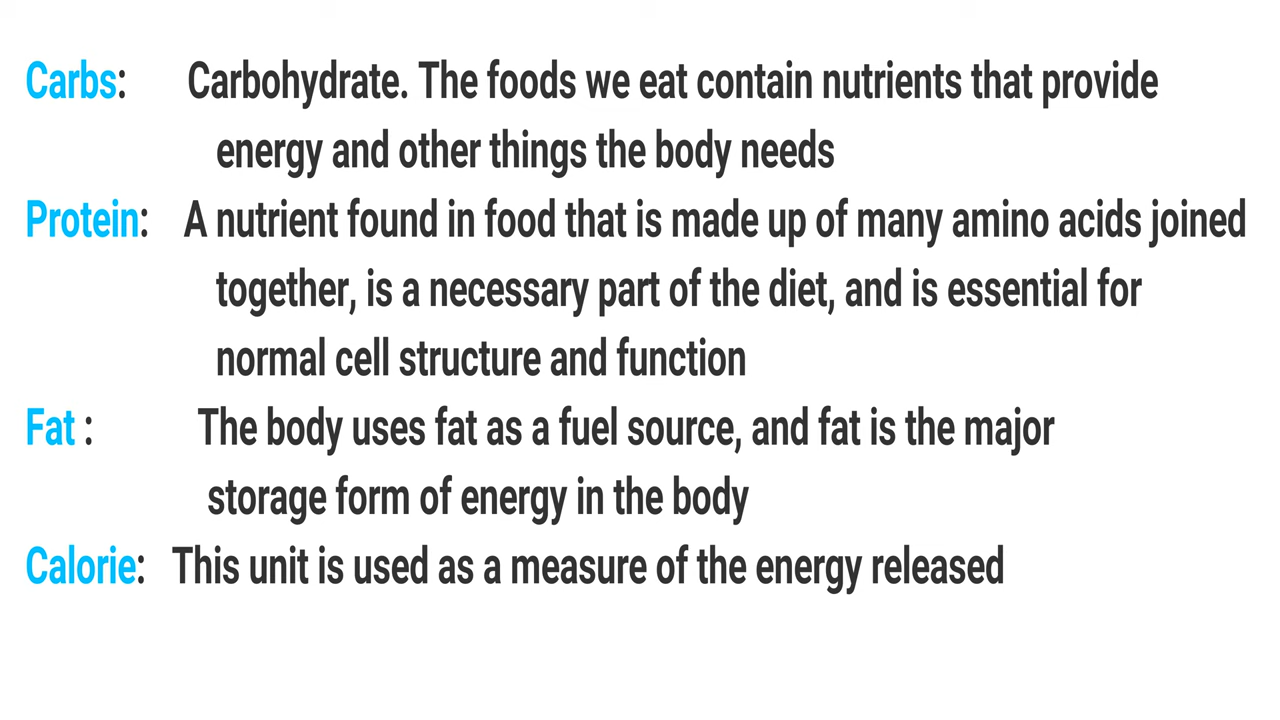 Carbs: Carbohydrate. The foods we eat contain nutrients that provide
energy and other things the body needs
Protein: A nutrient found in food that is made up of many amino acids joined
together, is a necessary part of the diet, and is essential for
normal cell structure and function
Fat : The body uses fat as a fuel source, and fat is the major
storage form of energy in the body
Calorie: This unit is used as a measure of the energy released